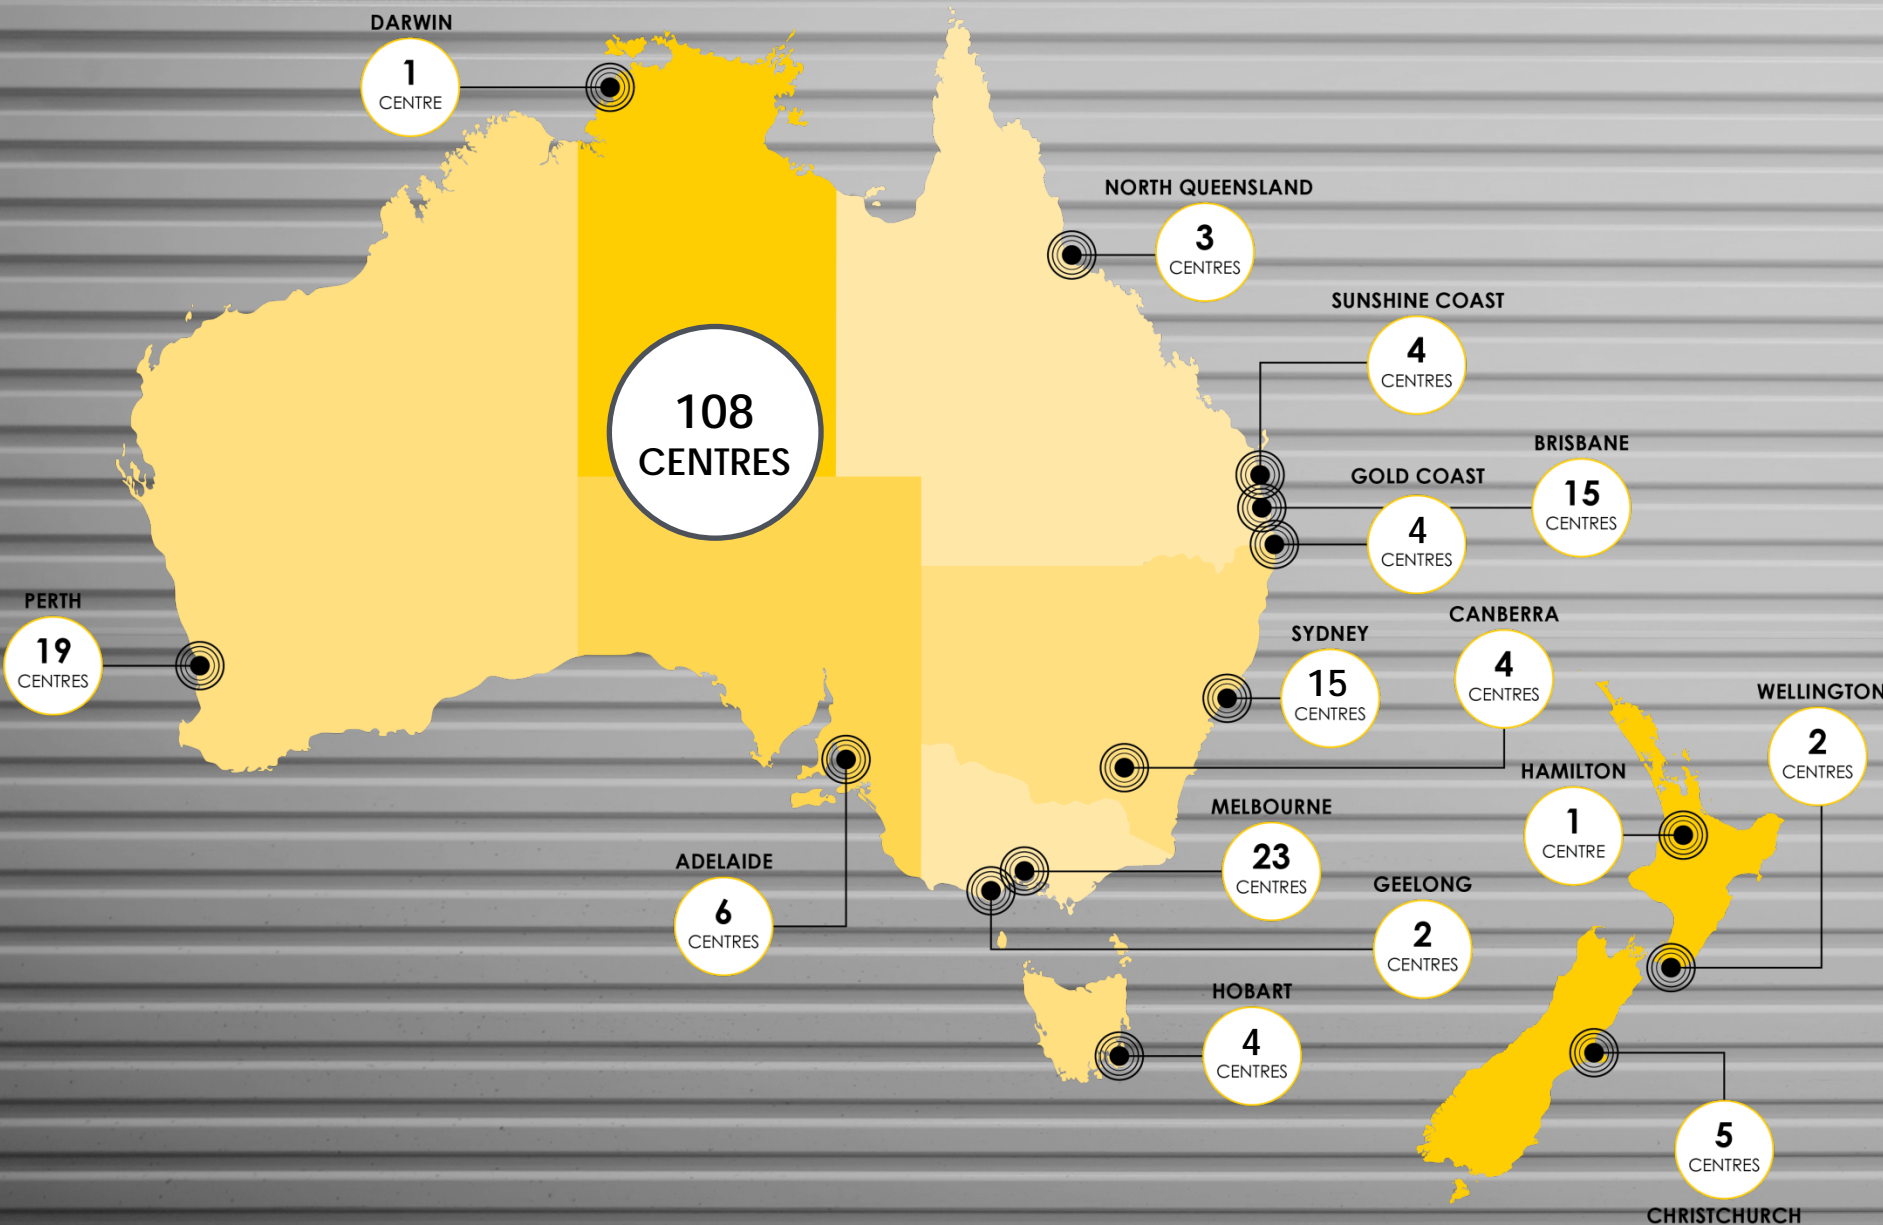 DARWIN
1
CENTRE
NORTH QUEENSLAND
3
CENTRES
SUNSHINE COAST
4
CENTRES
BRISBANE
15
CENTRES
GOLD COAST
4
CENTRES
108
CENTRES
PERTH
19
CENTRES
SYDNEY
15
CENTRES
CANBERRA
4
CENTRES
WELLINGTON
2
CENTRES
HAMILTON
1
CENTRE
MELBOURNE
23
CENTRES
ADELAIDE
6
CENTRES
GEELONG
2
CENTRES
HOBART
4
CENTRES
5
CENTRES
CHRISTCHURCH